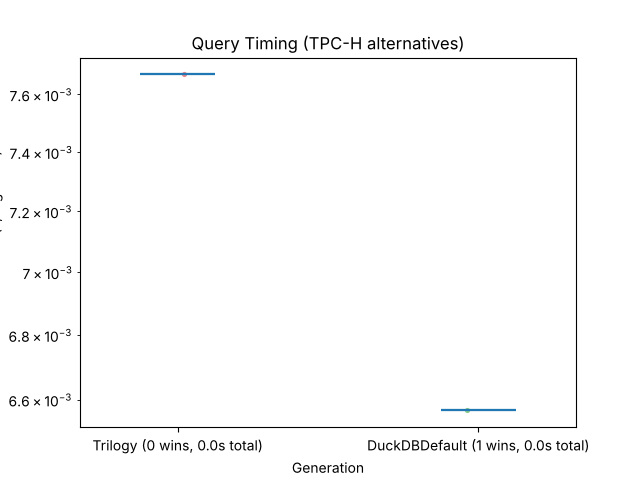 Query Timing (TPC-H alternatives)
7.6 × 10⁻³
7.4 × 10⁻³
7.2 × 10⁻³
7 × 10⁻³
6.8 × 10⁻³
6.6 × 10⁻³
Trilogy (0 wins, 0.0s total) DuckDBDefault (1 wins, 0.0s total)
Generation